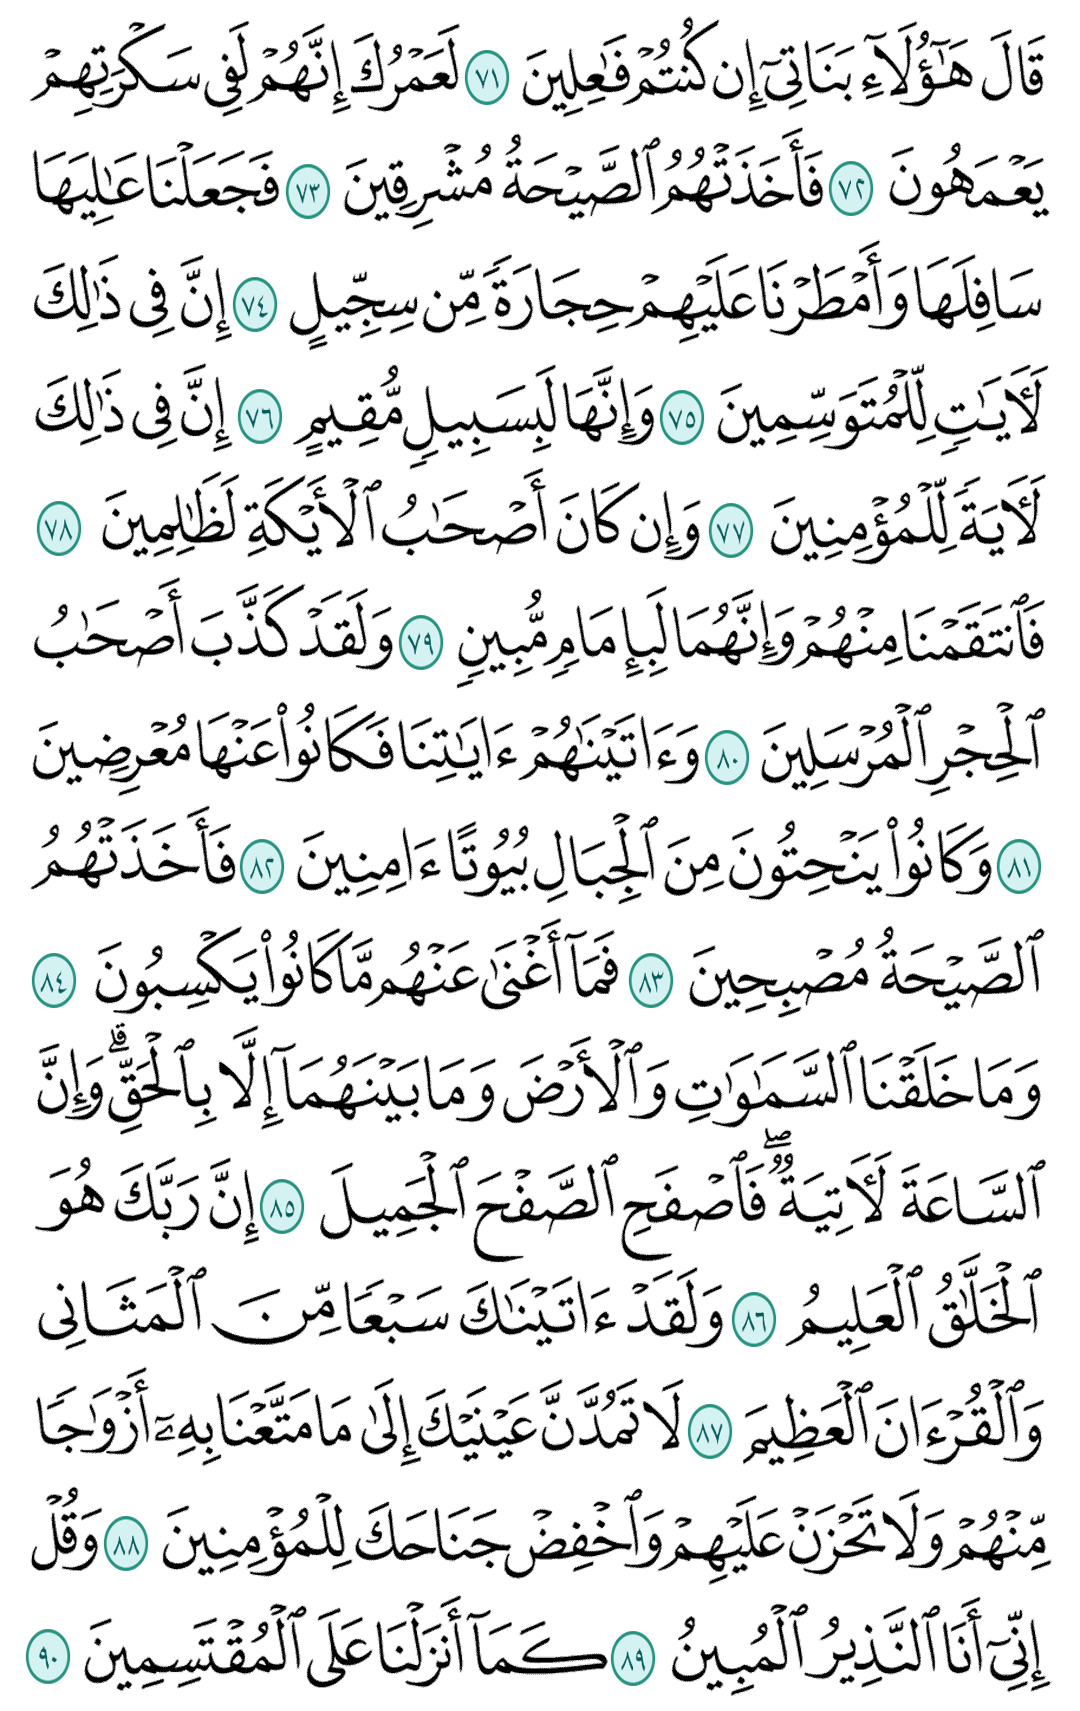 قَالَ هَٰٓؤُلَآءِ بَنَاتِىٓ إِن كُنتُمْ فَٰعِلِينَ ٧١ لَعَمْرُكَ إِنَّهُمْ لَفِى سَكْرَتِهِمْ
يَعْمَهُونَ ٧٢ فَأَخَذَتْهُمُ ٱلصَّيْحَةُ مُشْرِقِينَ ٧٣ فَجَعَلْنَا عَٰلِيَهَا
سَافِلَهَا وَأَمْطَرْنَا عَلَيْهِمْ حِجَارَةً مِّن سِجِّيلٍ ٧٤ إِنَّ فِى ذَٰلِكَ
لَءَايَٰتٍ لِّلْمُتَوَسِّمِينَ ٧٥ وَإِنَّهَا لَبِسَبِيلٍ مُّقِيمٍ ٧٦ إِنَّ فِى ذَٰلِكَ
لَءَايَةً لِّلْمُؤْمِنِينَ ٧٧ وَإِن كَانَ أَصْحَٰبُ ٱلْأَيْكَةِ لَظَٰلِمِينَ ٧٨
فَٱنتَقَمْنَا مِنْهُمْ وَإِنَّهُمَا لَبِإِمَامٍ مُّبِينٍ ٧٩ وَلَقَدْ كَذَّبَ أَصْحَٰبُ
ٱلْحِجْرِ ٱلْمُرْسَلِينَ ٨٠ وَءَاتَيْنَٰهُمْ ءَايَٰتِنَا فَكَانُوا۟ عَنْهَا مُعْرِضِينَ
٨١ وَكَانُوا۟ يَنْحِتُونَ مِنَ ٱلْجِبَالِ بُيُوتًا ءَامِنِينَ ٨٢ فَأَخَذَتْهُمُ
ٱلصَّيْحَةُ مُصْبِحِينَ ٨٣ فَمَآ أَغْنَىٰ عَنْهُم مَّا كَانُوا۟ يَكْسِبُونَ ٨٤
وَمَا خَلَقْنَا ٱلسَّمَٰوَٰتِ وَٱلْأَرْضَ وَمَا بَيْنَهُمَآ إِلَّا بِٱلْحَقِّ ۗ وَإِنَّ
ٱلسَّاعَةَ لَءَاتِيَةٌ ۖ فَٱصْفَحِ ٱلصَّفْحَ ٱلْجَمِيلَ ٨٥ إِنَّ رَبَّكَ هُوَ
ٱلْخَلَّٰقُ ٱلْعَلِيمُ ٨٦ وَلَقَدْ ءَاتَيْنَٰكَ سَبْعًا مِّنَ ٱلْمَثَانِى
وَٱلْقُرْءَانَ ٱلْعَظِيمَ ٨٧ لَا تَمُدَّنَّ عَيْنَيْكَ إِلَىٰ مَا مَتَّعْنَا بِهِۦٓ أَزْوَٰجًا
مِّنْهُمْ وَلَا تَحْزَنْ عَلَيْهِمْ وَٱخْفِضْ جَنَاحَكَ لِلْمُؤْمِنِينَ ٨٨ وَقُلْ
إِنِّىٓ أَنَا ٱلنَّذِيرُ ٱلْمُبِينُ ٨٩ كَمَآ أَنزَلْنَا عَلَى ٱلْمُقْتَسِمِينَ ٩٠